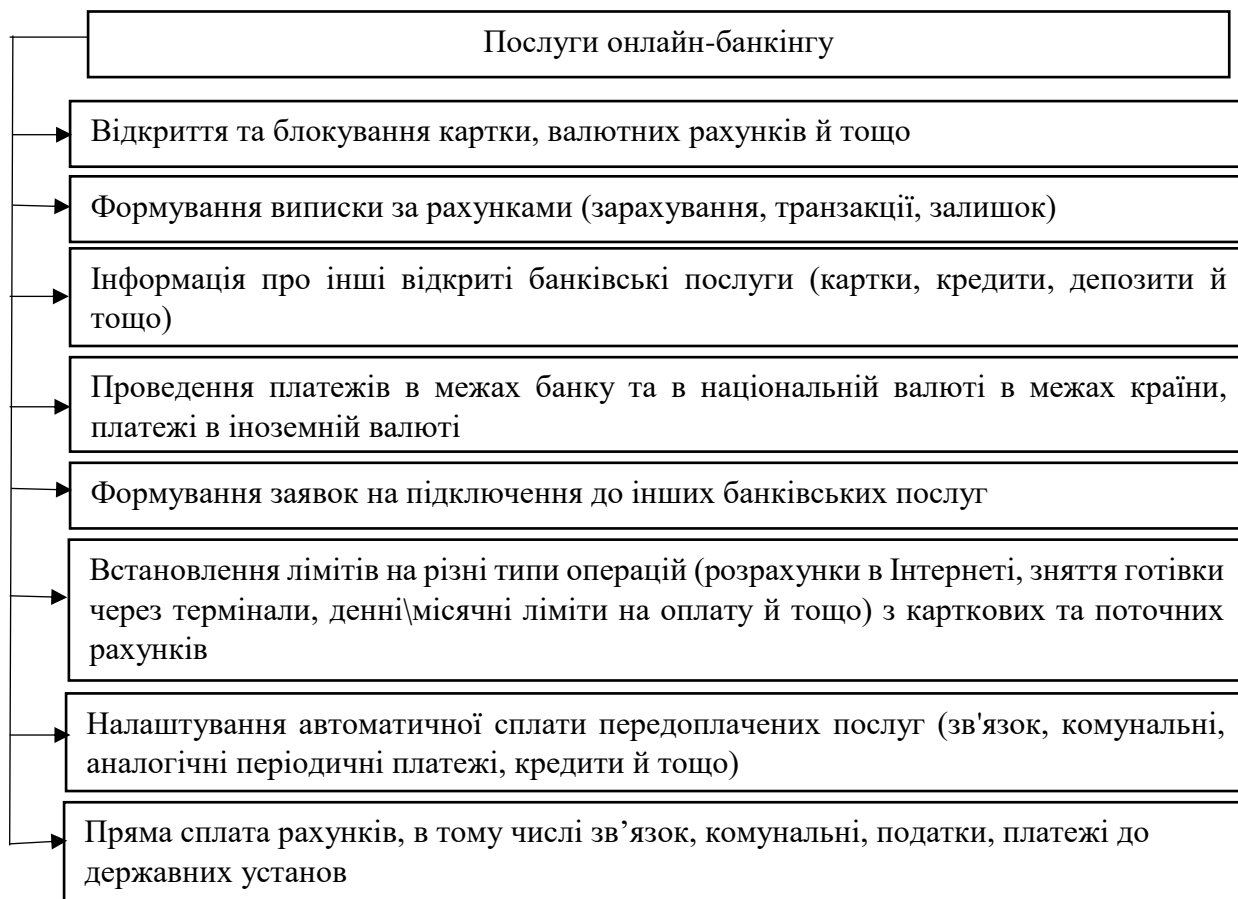 Послуги онлайн-банкінгу
Відкриття та блокування картки, валютних рахунків й тощо
Формування виписки за рахунками (зарахування, транзакції, залишок)
Інформація про інші відкриті банківські послуги (картки, кредити, депозити й
тощо)
Проведення платежів в межах банку та в національній валюті в межах країни,
платежі в іноземній валюті
Формування заявок на підключення до інших банківських послуг
Встановлення лімітів на різні типи операцій (розрахунки в Інтернеті, зняття готівки
через термінали, денні\місячні ліміти на оплату й тощо) з карткових та поточних
рахунків
Налаштування автоматичної сплати передоплачених послуг (зв'язок, комунальні,
аналогічні періодичні платежі, кредити й тощо)
Пряма сплата рахунків, в тому числі зв’язок, комунальні, податки, платежі до
державних установ